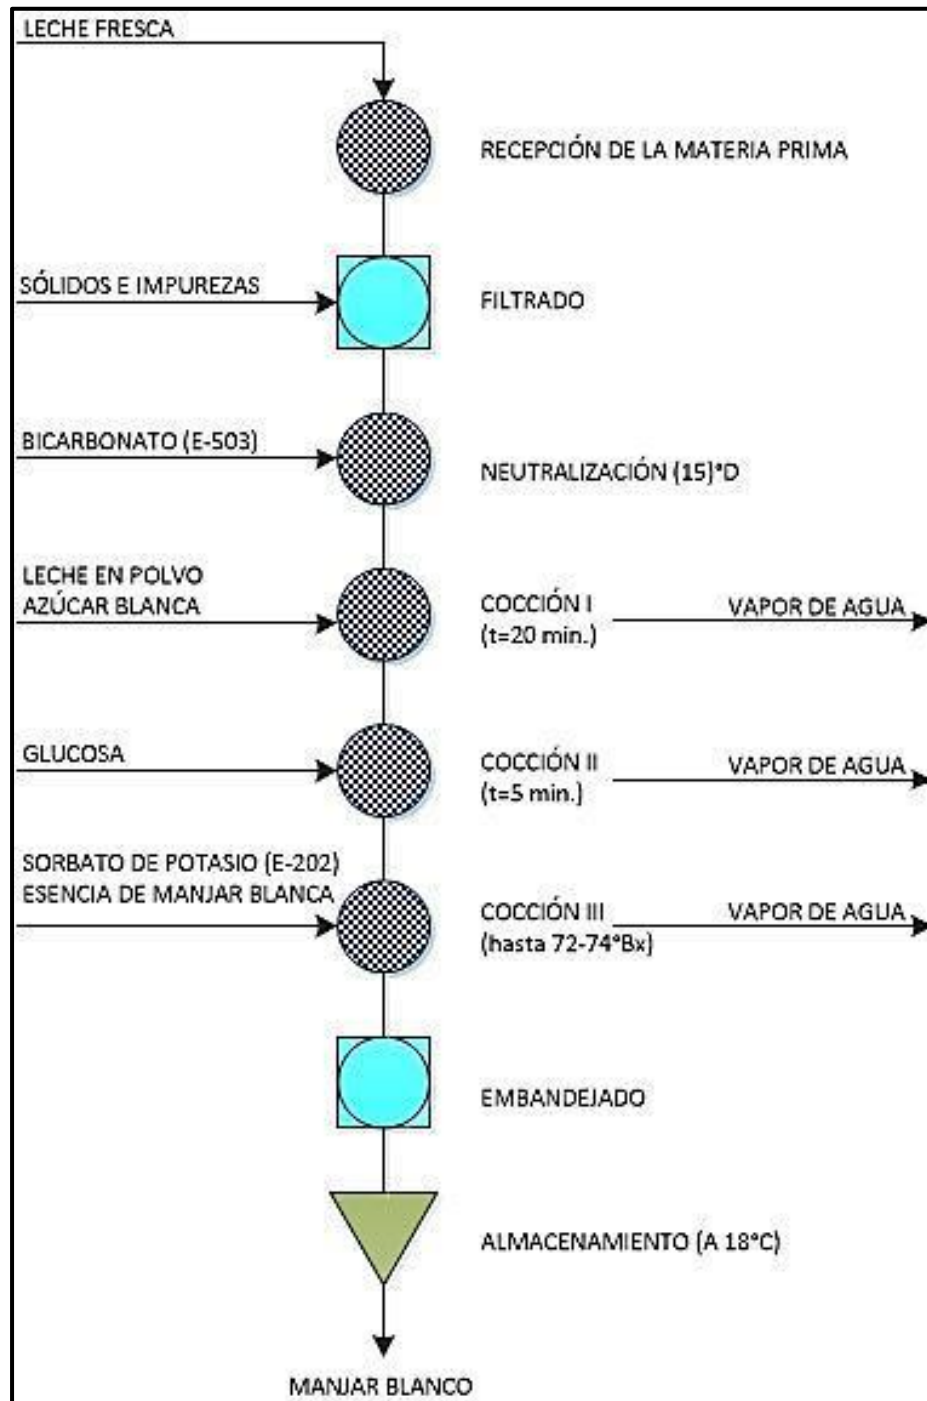 LECHE FRESCA
RECEPCIÓN DE LA MATERIA PRIMA
SÓLIDOS E IMPUREZAS
FILTRADO
BICARBONATO (E-503)
NEUTRALIZACIÓN (15)°D
LECHE EN POLVO
AZÚCAR BLANCA
COCCIÓN I
(t=20 min.)
VAPOR DE AGUA
GLUCOSA
COCCIÓN II
(t=5 min.)
VAPOR DE AGUA
SORBATO DE POTASIO (E-202)
ESENCIA DE MANJAR BLANCA
COCCIÓN III
(hasta 72-74°Bx)
VAPOR DE AGUA
EMBANDEJADO
ALMACENAMIENTO (A 18°C)
MANJAR BLANCO